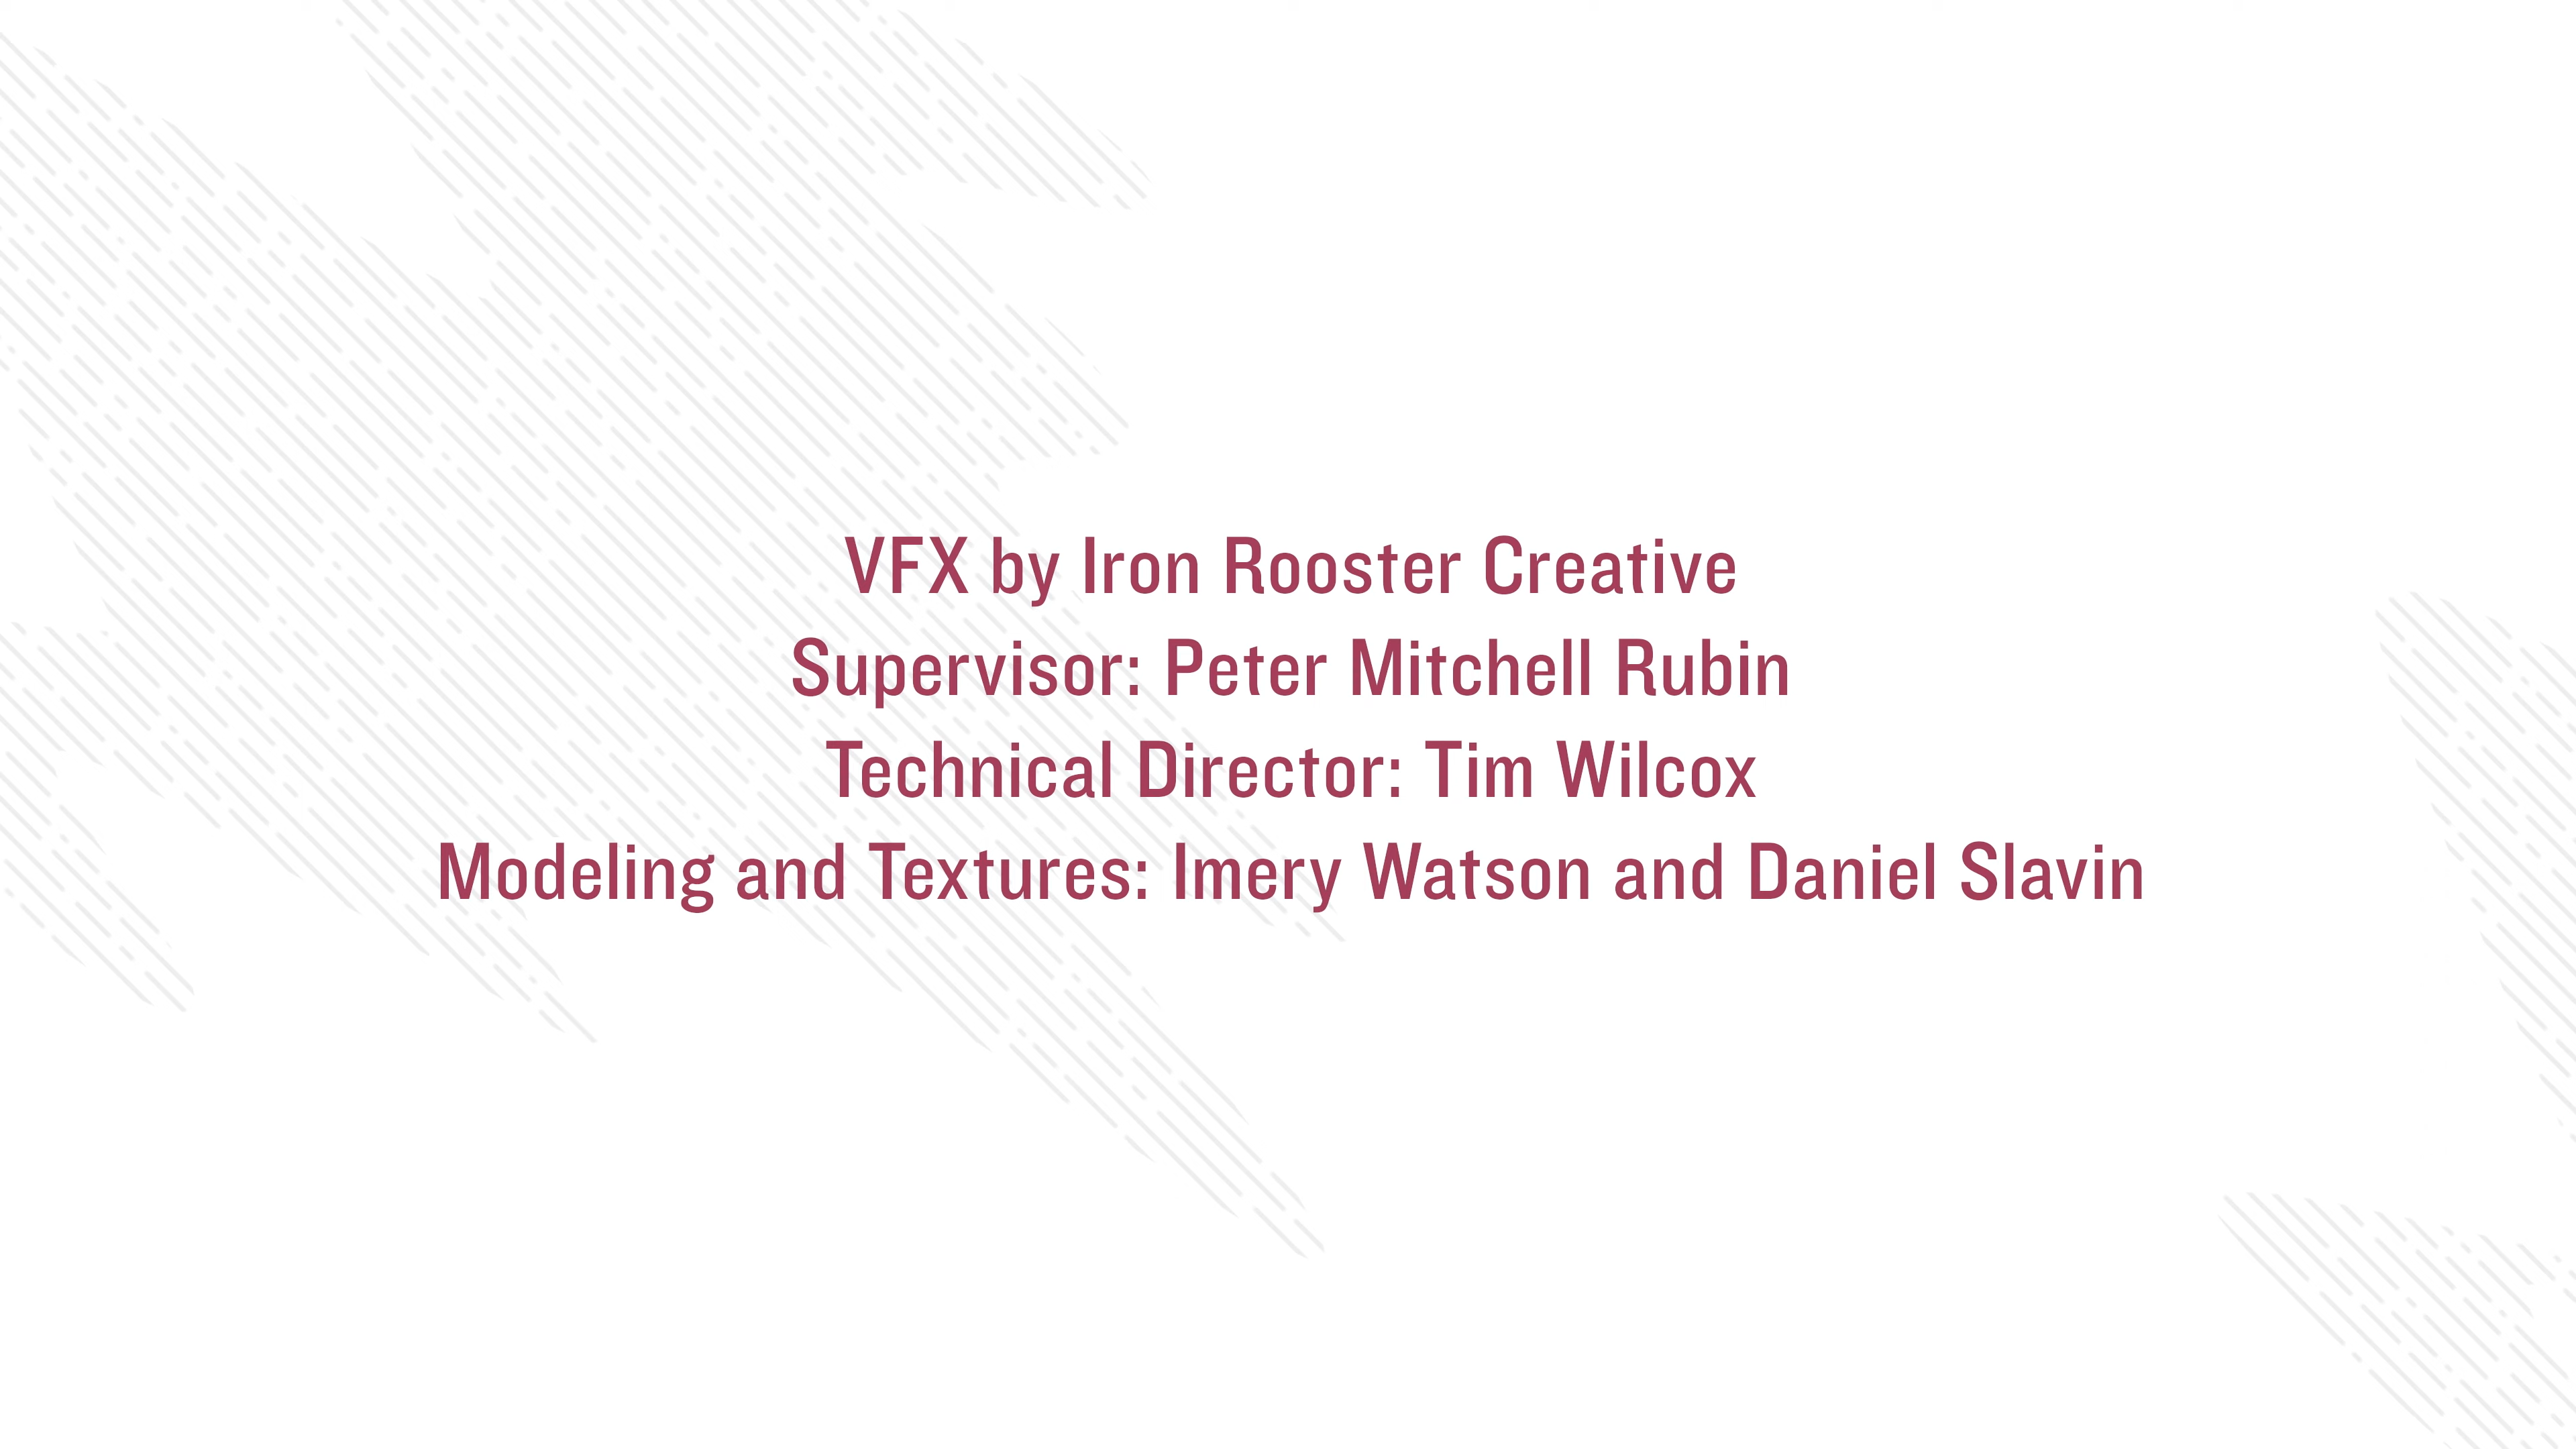 VFX by Iron Rooster Creative
Supervisor: Peter Mitchell Rubin
Technical Director: Tim Wilcox
Modeling and Textures: Imery Watson and Daniel Slavin